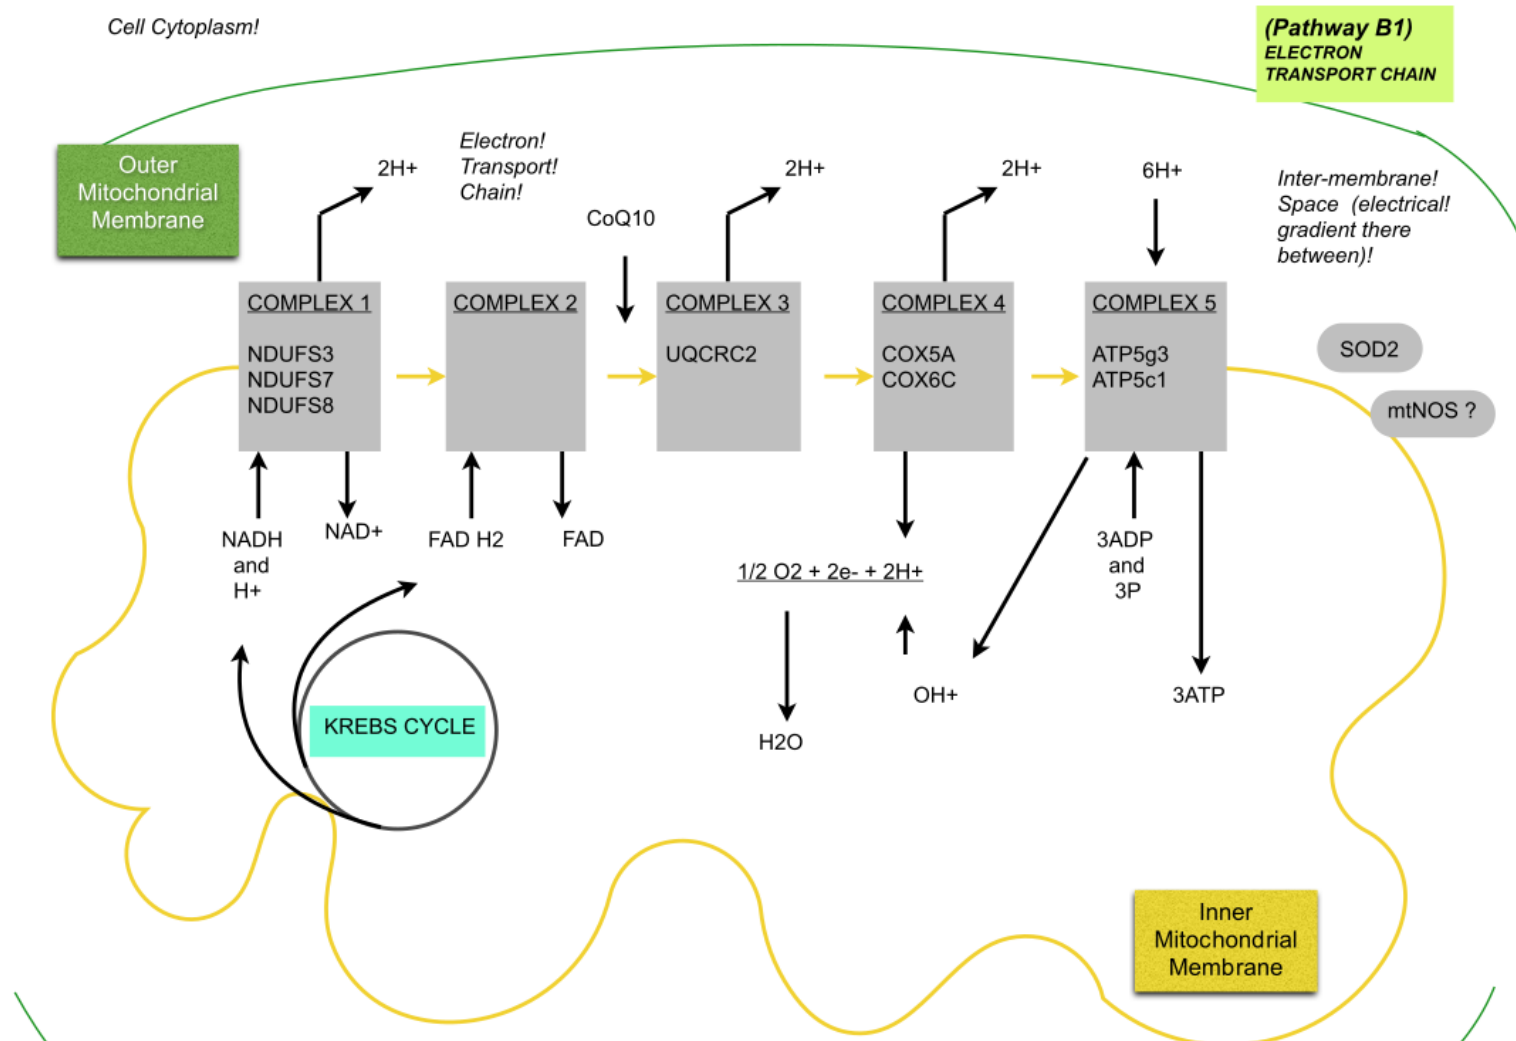 Cell Cytoplasm!
(Pathway B1)
ELECTRON
TRANSPORT CHAIN
Outer
Mitochondrial
Membrane
2H+
Electron!
Transport!
Chain!
CoQ10
2H+
2H+
6H+
Inter-membrane!
Space (electrical!
gradient there
between)!
COMPLEX 1
NDUFS3
NDUFS7
NDUFS8
COMPLEX 2
COMPLEX 3
UQCRC2
COMPLEX 4
COX5A
COX6C
COMPLEX 5
ATP5g3
ATP5c1
SOD2
mtNOS ?
NADH
and
H+
NAD+
FAD H2
FAD
1/2 O2 + 2e- + 2H+
3ADP
and
3P
OH+
3ATP
H2O
KREBS CYCLE
Inner
Mitochondrial
Membrane